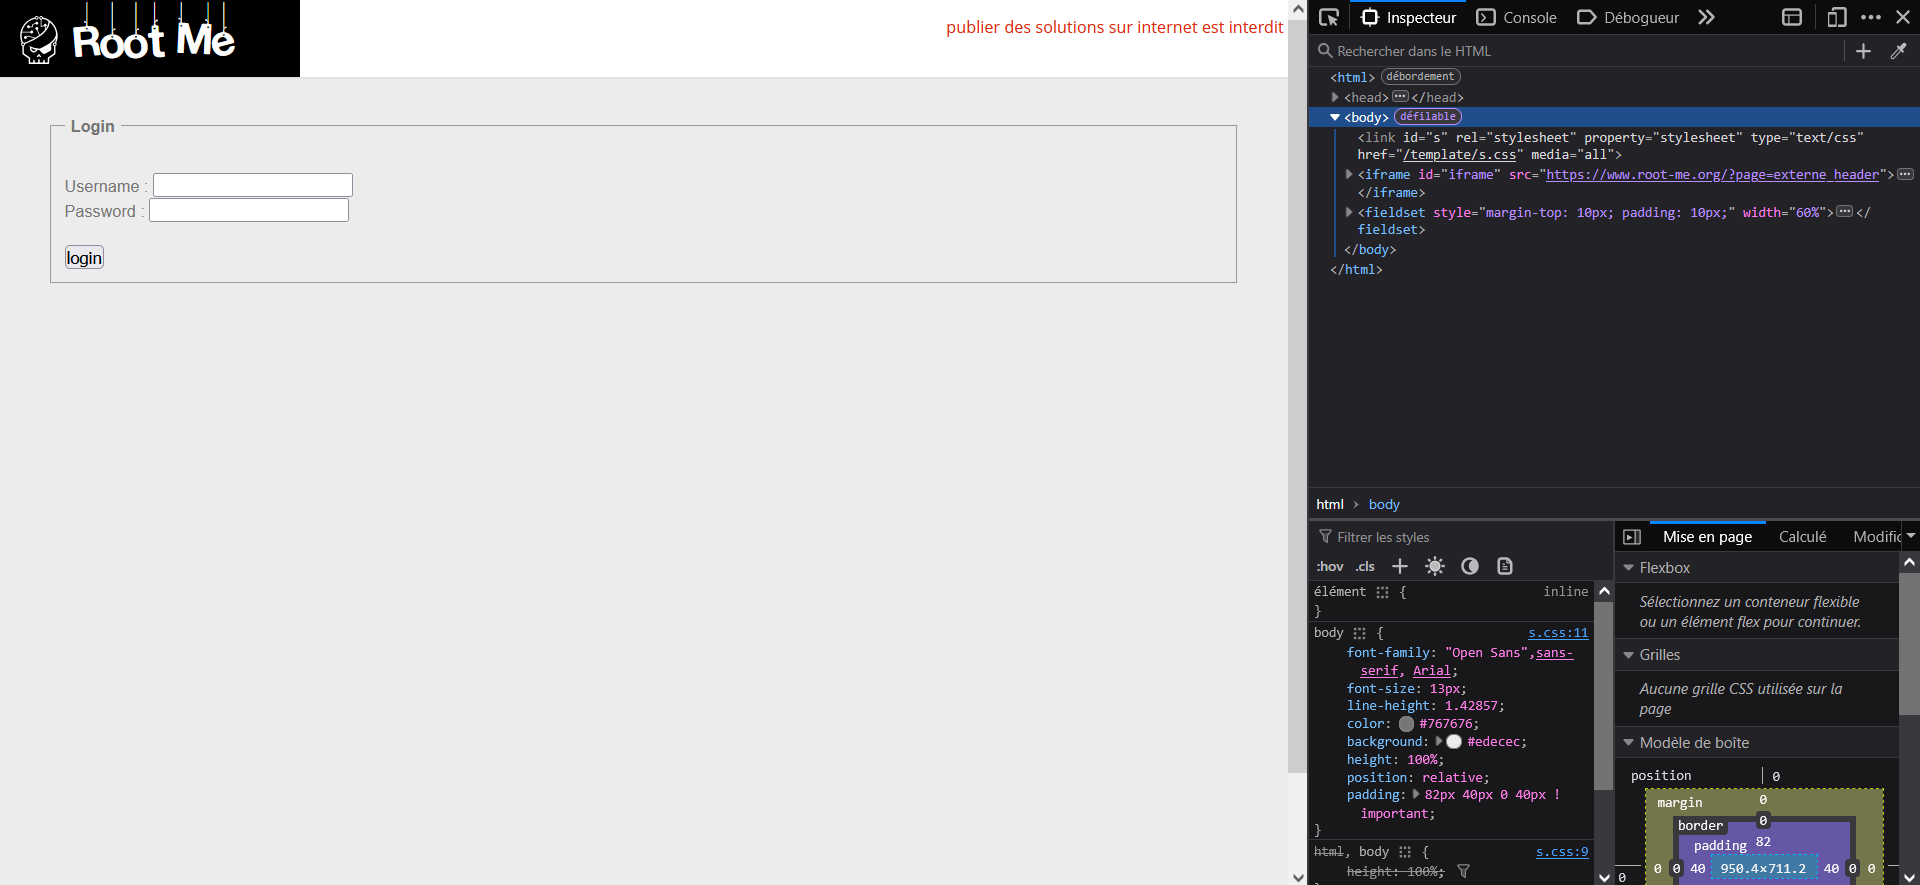 Root Me
publier des solutions sur internet est interdit
Login
Username :
Password :
login
Inspecteur
Console
Débogueur
Rechercher dans le HTML
<html> débordement
<head> ••• </head>
<body> défilable
<link id="s" rel="stylesheet" property="stylesheet" type="text/css"
href="/template/s.css" media="all">
<iframe id="iframe" src="https://www.root-me.org/?page=externe_header"> •••
</iframe>
<fieldset style="margin-top: 10px; padding: 10px;" width="60%"> ••• </
fieldset>
</body>
</html>
html > body
Filtrer les styles
:hov .cls
élément { inline
}
body { s.css:11
font-family: "Open Sans",sans-
serif, Arial;
font-size: 13px;
line-height: 1.42857;
color: #767676;
background: #edecec;
height: 100%;
position: relative;
padding: 82px 40px 0 40px !
important;
}
html, body { s.css:9
height: 100%;
Mise en page
Calculé
Modific
Flexbox
Sélectionnez un conteneur flexible
ou un élément flex pour continuer.
Grilles
Aucune grille CSS utilisée sur la
page
Modèle de boîte
position 0
margin 0
border 0
padding 82
0 0 0 40 950.4×711.2 40 0 0